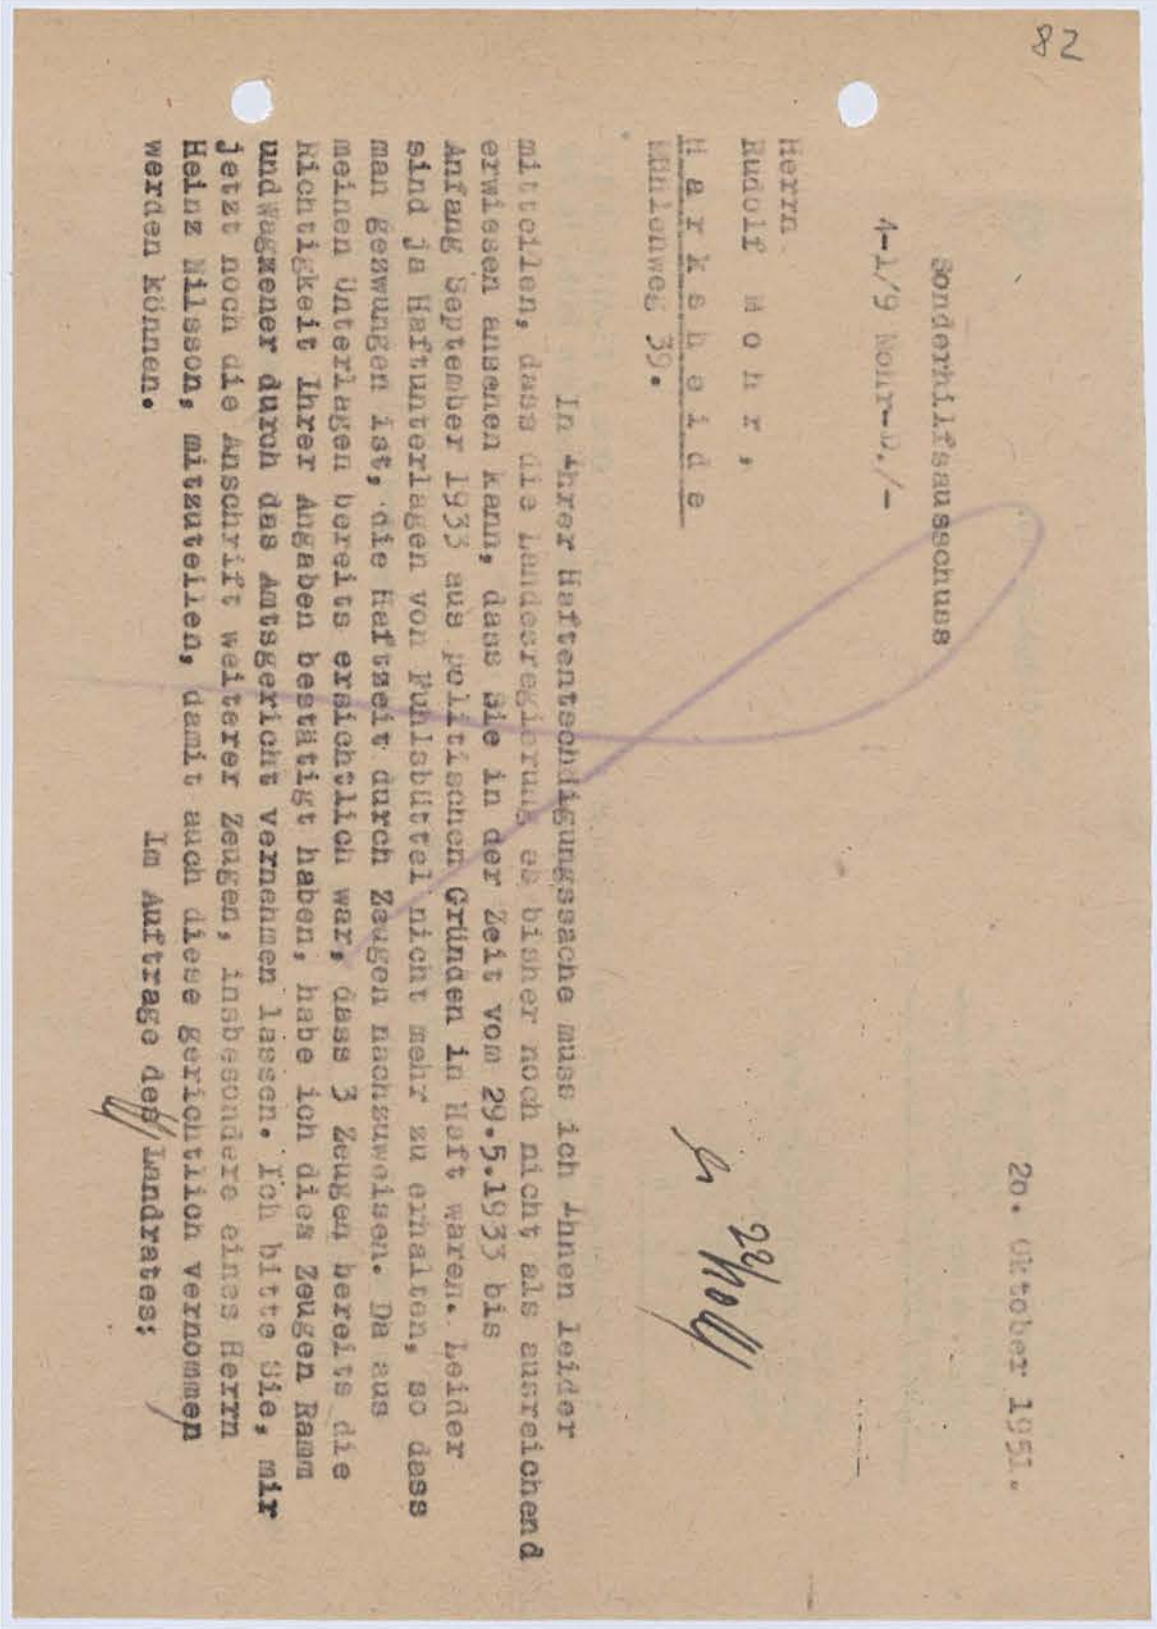 82
20. Oktober 1951.
Sonderhilfsausschuss
4-1/9 Mohr-D./-
Herrn
Rudolf M o h r ,
H a r k s h e i d e
Mühlenweg 39.
In Ihrer Haftentschdigungssache muss ich Ihnen leider
mitteilen, dass die Landesregierung es bisher noch nicht als ausreichend
erwiesen ansehen kann, dass Sie in der Zeit vom 29.5.1933 bis
Anfang September 1933 aus politischen Gründen in Haft waren. Leider
sind ja Haftunterlagen von Fuhlsbüttel nicht mehr zu erhalten, so dass
man gezwungen ist, die Haftzeit durch Zeugen nachzuweisen. Da aus
meinen Unterlagen bereits ersichtlich war, dass 3 Zeugen bereits die
Richtigkeit Ihrer Angaben bestätigt haben, habe ich dies Zeugen Ramm
und Wagxener durch das Amtsgericht vernehmen lassen. Ich bitte Sie, mir
jetzt noch die Anschrift weiterer Zeugen, insbesondere eines Herrn
Heinz Nilsson, mitzuteilen, damit auch diese gerichtlich vernommen
werden können.
Im Auftrage des Landrates: